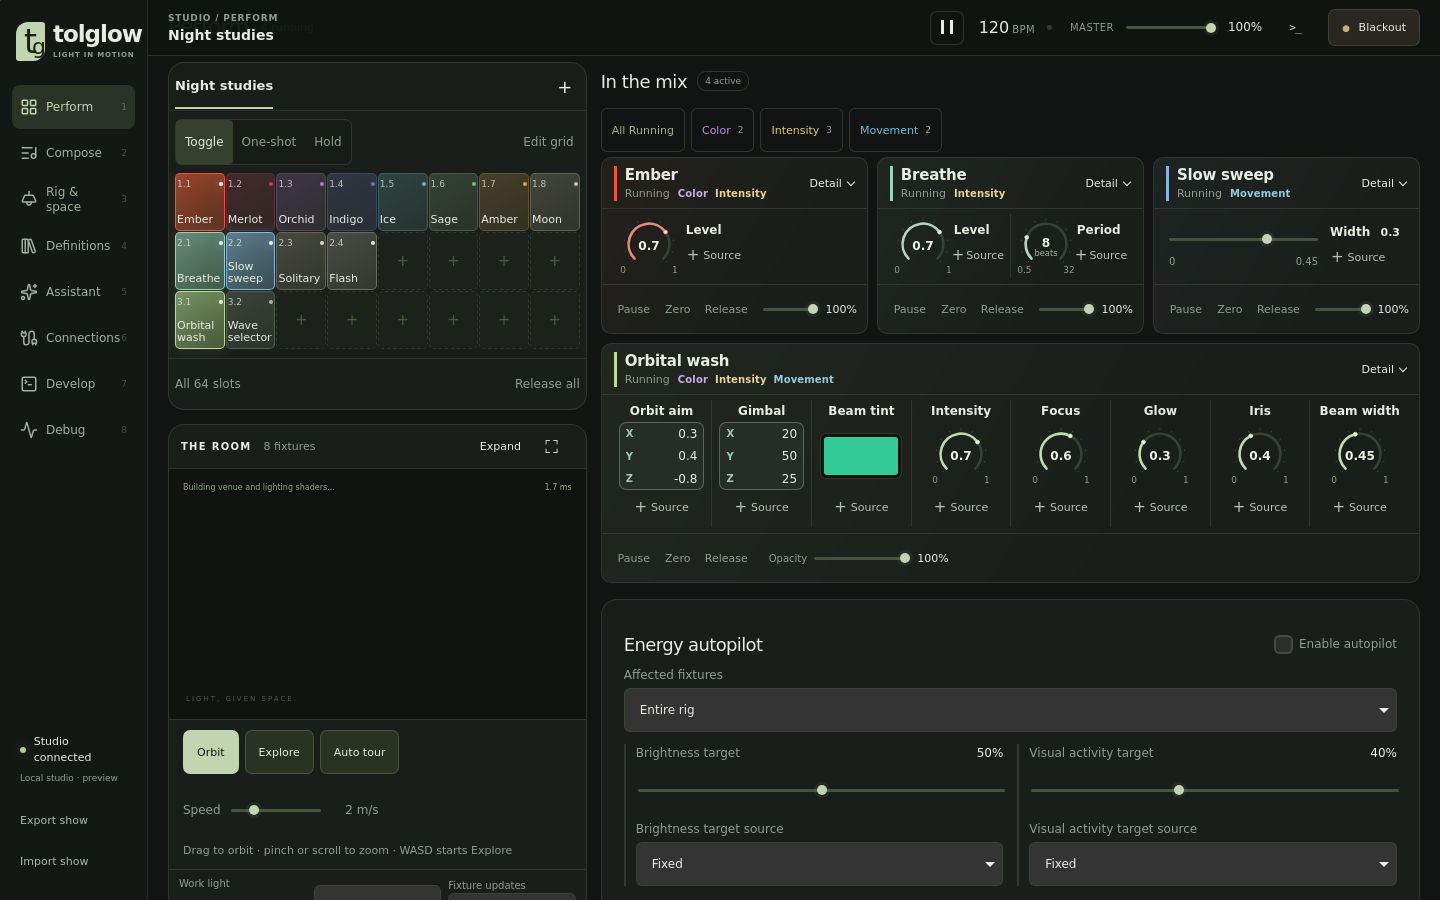 tg tolglow
LIGHT IN MOTION
Perform 1
Compose 2
Rig &
space 3
Definitions 4
Assistant 5
Connections 6
Develop 7
Debug 8
Studio
connected
Local studio · preview
Export show
Import show
STUDIO / PERFORM
Night studies
120 BPM
MASTER 100%
>_
Blackout
Night studies +
Toggle One-shot Hold Edit grid
1.1 1.2 1.3 1.4 1.5 1.6 1.7 1.8
Ember Merlot Orchid Indigo Ice Sage Amber Moon
2.1 2.2 2.3 2.4
Breathe Slow sweep Solitary Flash + + + +
3.1 3.2
Orbital wash Wave selector + + + + + +
All 64 slots Release all
THE ROOM 8 fixtures Expand
Building venue and lighting shaders... 1.7 ms
LIGHT, GIVEN SPACE.
Orbit Explore Auto tour
Speed 2 m/s
Drag to orbit · pinch or scroll to zoom · WASD starts Explore
Work light Fixture updates
In the mix 4 active
All Running Color 2 Intensity 3 Movement 2
Ember
Running Color Intensity
Detail
0.7
0 1
Level
+ Source
Pause Zero Release 100%
Breathe
Running Intensity
Detail
0.7
0 1
Level
+ Source
8
beats
0.5 32
Period
+ Source
Pause Zero Release 100%
Slow sweep
Running Movement
Detail
Width 0.3
0 0.45
+ Source
Pause Zero Release 100%
Orbital wash
Running Color Intensity Movement
Detail
Orbit aim Gimbal Beam tint Intensity Focus Glow Iris Beam width
X 0.3 X 20
Y 0.4 Y 50
Z -0.8 Z 25
0.7 0.6 0.3 0.4 0.45
0 1 0 1 0 1 0 1 0 1
+ Source + Source + Source + Source + Source + Source + Source + Source
Pause Zero Release Opacity 100%
Energy autopilot
Enable autopilot
Affected fixtures
Entire rig
Brightness target 50%
Visual activity target 40%
Brightness target source
Fixed
Visual activity target source
Fixed